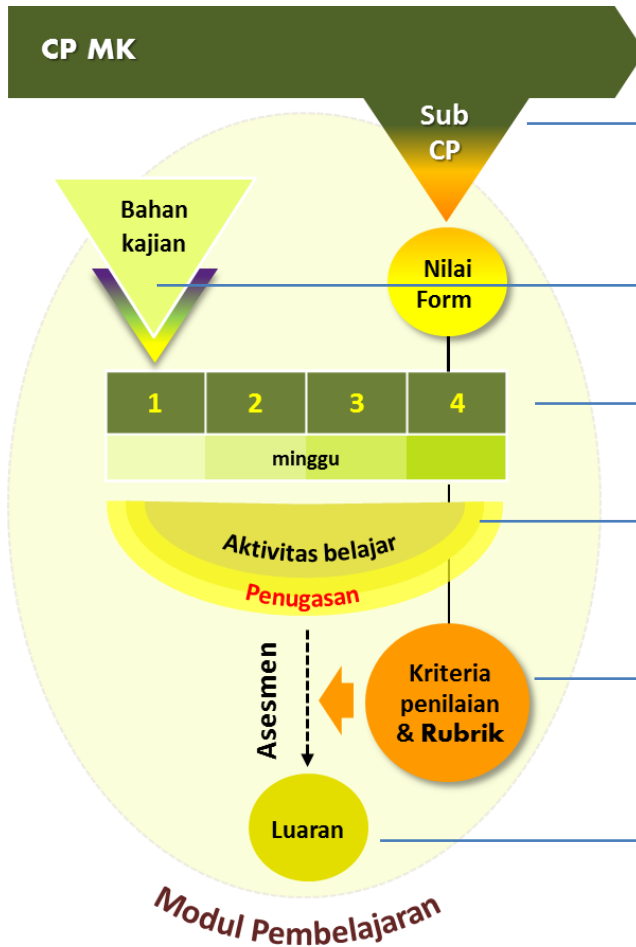 CP MK
Sub
CP
Bahan
kajian
Nilai
Form
1 2 3 4
minggu
Aktivitas belajar
Penugasan
Asesmen
Kriteria
penilaian
& Rubrik
Luaran
Modul Pembelajaran